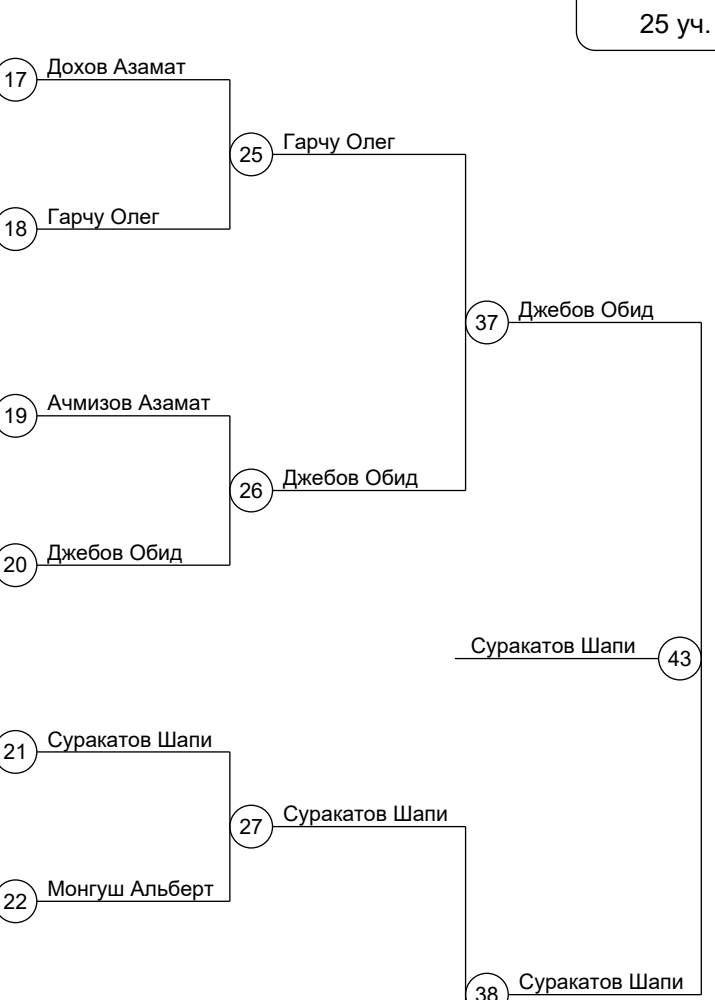 25 уч.
Дохов Азамат
17
Гарчу Олег
25
Гарчу Олег
18
Джебов Обид
37
Ачмизов Азамат
19
Джебов Обид
26
Джебов Обид
20
Суракатов Шапи
43
Суракатов Шапи
21
Суракатов Шапи
27
Монгуш Альберт
22
Суракатов Шапи
38